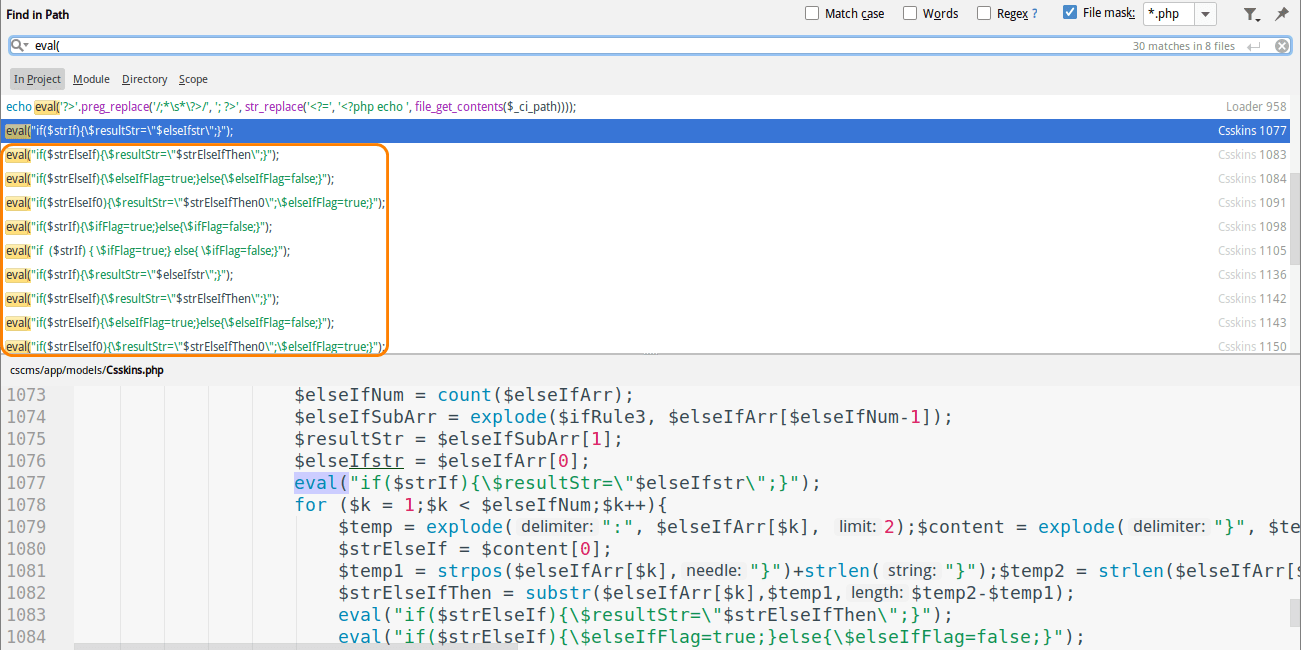 Find in Path Match case Words Regex ? File mask: *.php
eval( 30 matches in 8 files
In Project Module Directory Scope
echo eval('?>'.preg_replace('/;*\s*\?>/', '; ?>', str_replace('<?=', '<?php echo ', file_get_contents($_ci_path)))); Loader 958
eval("if($strIf){\$resultStr=\"$elseIfstr\";}"); Csskins 1077
eval("if($strElseIf){\$resultStr=\"$strElseIfThen\";}"); Csskins 1083
eval("if($strElseIf){\$elseIfFlag=true;}else{\$elseIfFlag=false;}"); Csskins 1084
eval("if($strElseIf0){\$resultStr=\"$strElseIfThen0\";\$elseIfFlag=true;}"); Csskins 1091
eval("if($strIf){\$ifFlag=true;}else{\$ifFlag=false;}"); Csskins 1098
eval("if  ($strIf) { \$ifFlag=true;} else{ \$ifFlag=false;}"); Csskins 1105
eval("if($strIf){\$resultStr=\"$elseIfstr\";}"); Csskins 1136
eval("if($strElseIf){\$resultStr=\"$strElseIfThen\";}"); Csskins 1142
eval("if($strElseIf){\$elseIfFlag=true;}else{\$elseIfFlag=false;}"); Csskins 1143
eval("if($strElseIf0){\$resultStr=\"$strElseIfThen0\";\$elseIfFlag=true;}"); Csskins 1150
cscms/app/models/Csskins.php
1073 $elseIfNum = count($elseIfArr);
1074 $elseIfSubArr = explode($ifRule3, $elseIfArr[$elseIfNum-1]);
1075 $resultStr = $elseIfSubArr[1];
1076 $elseIfstr = $elseIfArr[0];
1077 eval("if($strIf){\$resultStr=\"$elseIfstr\";}");
1078 for ($k = 1;$k < $elseIfNum;$k++){
1079 $temp = explode( delimiter: ":", $elseIfArr[$k], limit: 2);$content = explode( delimiter: "}", $te
1080 $strElseIf = $content[0];
1081 $temp1 = strpos($elseIfArr[$k], needle: "}")+strlen( string: "}");$temp2 = strlen($elseIfArr[$
1082 $strElseIfThen = substr($elseIfArr[$k],$temp1, length: $temp2-$temp1);
1083 eval("if($strElseIf){\$resultStr=\"$strElseIfThen\";}");
1084 eval("if($strElseIf){\$elseIfFlag=true;}else{\$elseIfFlag=false;}");